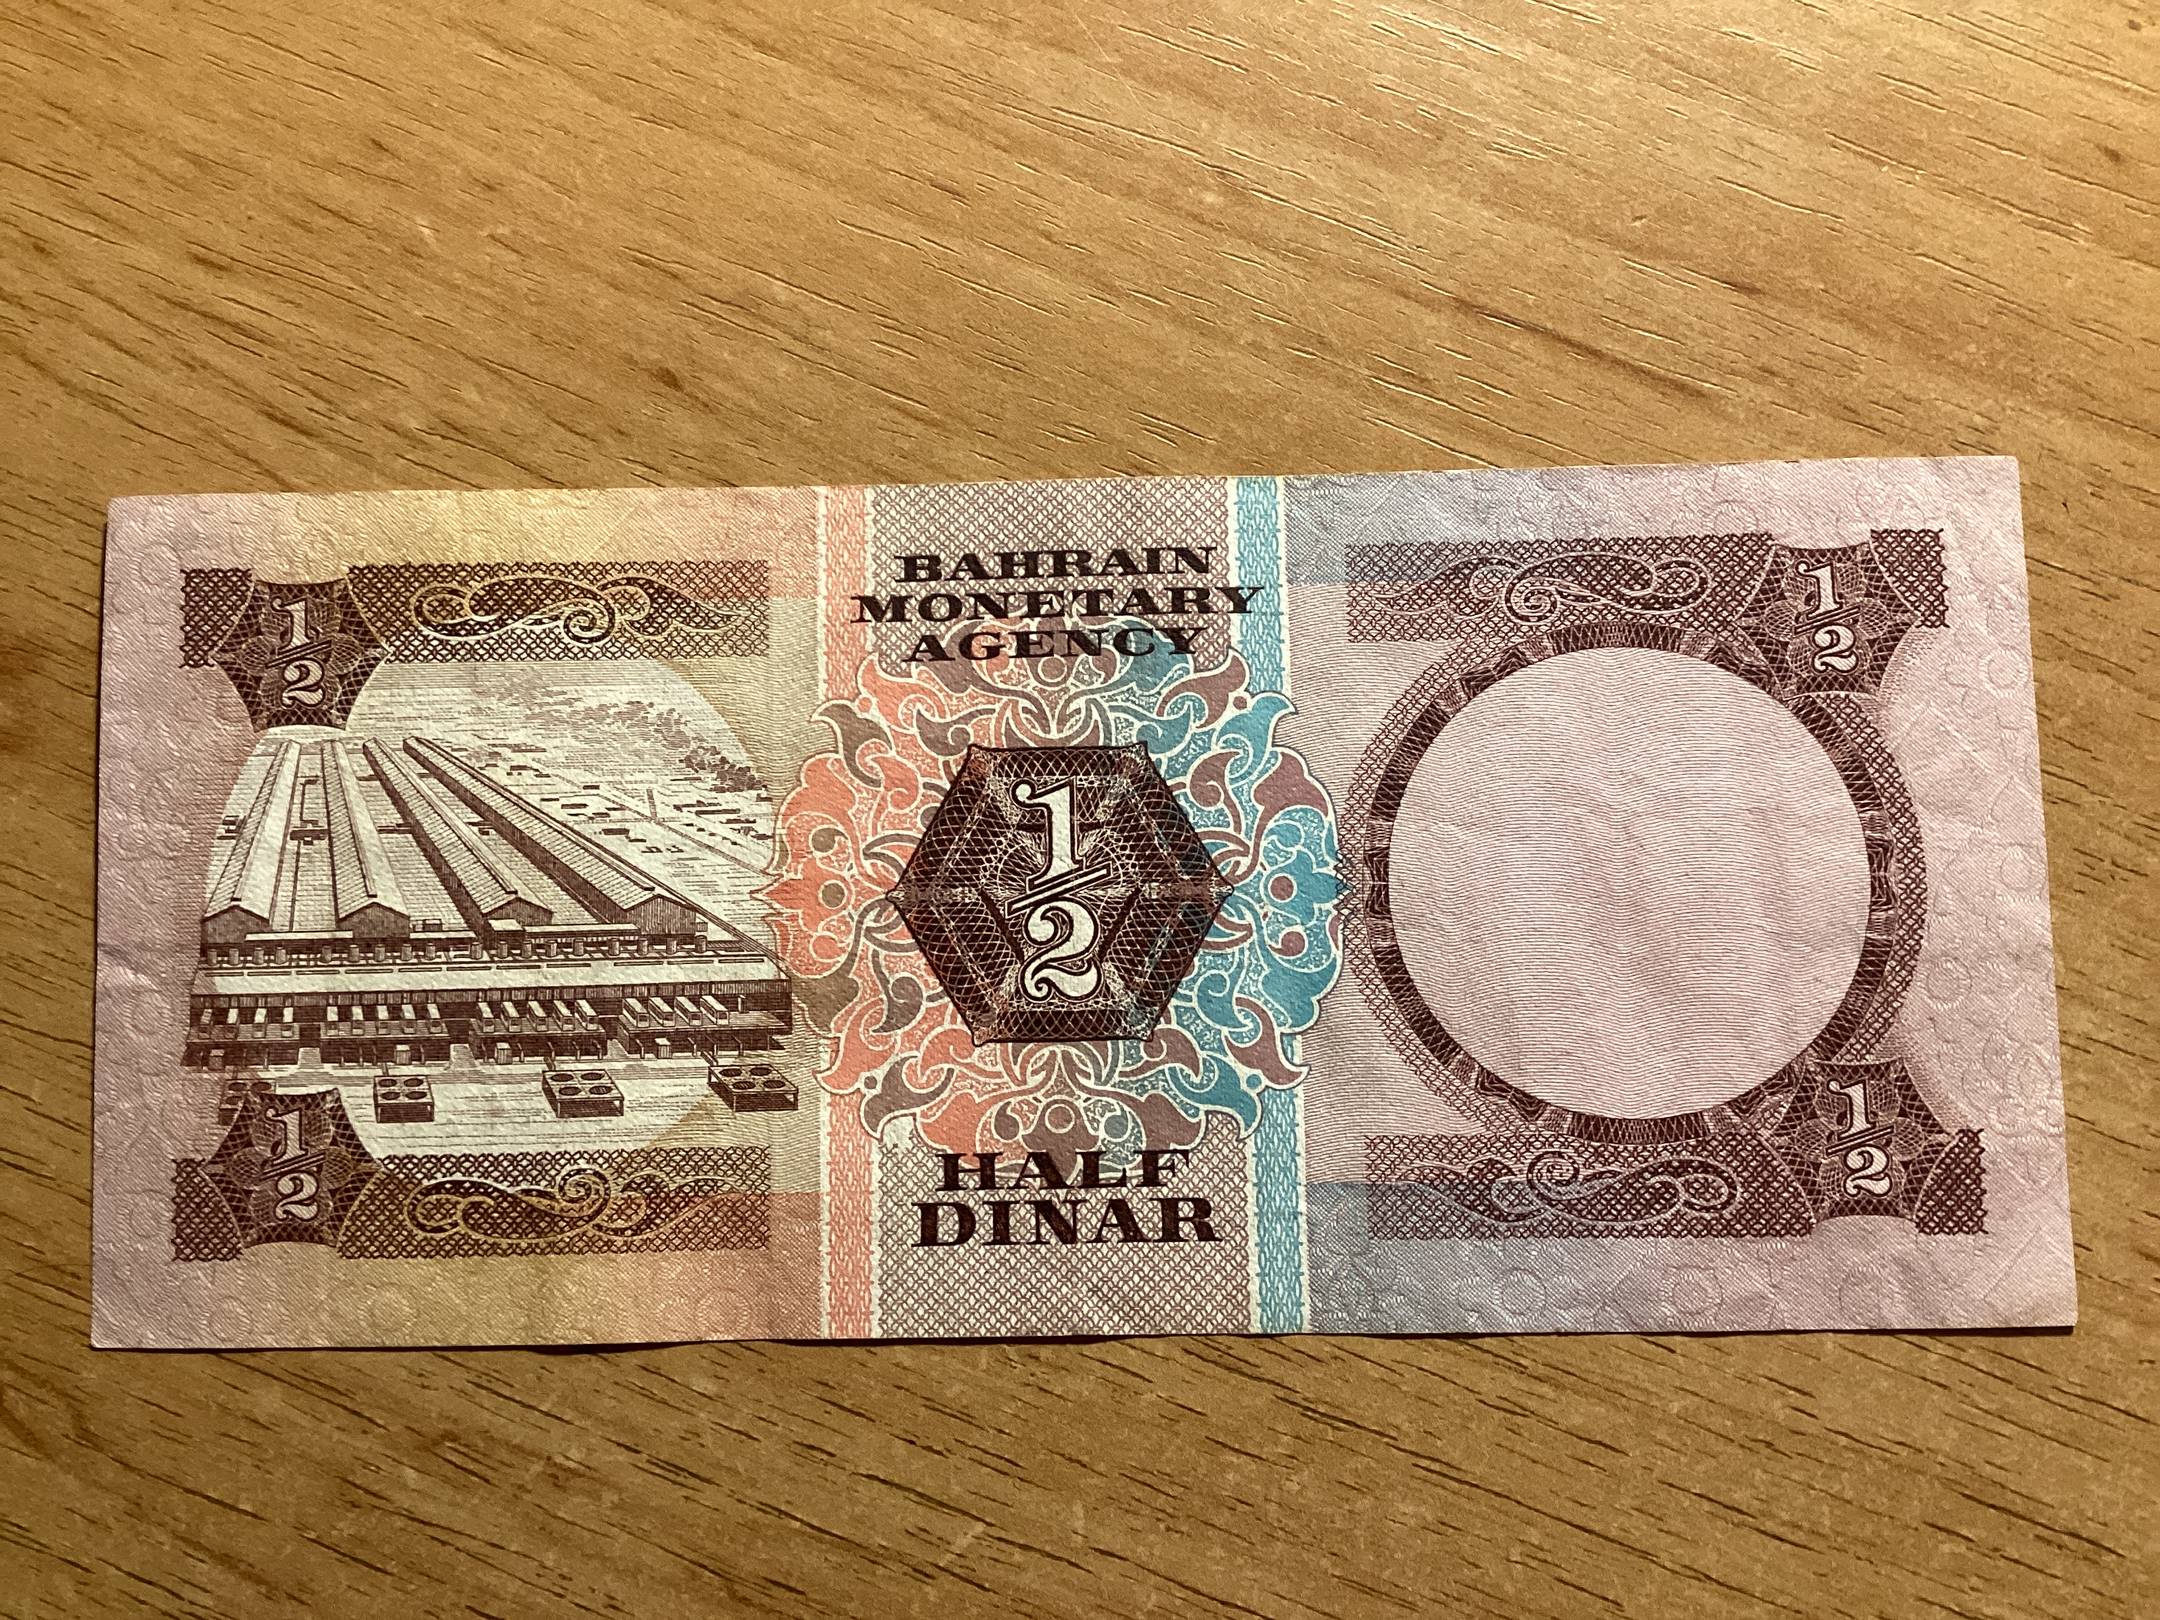 1/2
BAHRAIN
MONETARY
AGENCY
1/2
1/2
1/2
HALF
DINAR
1/2